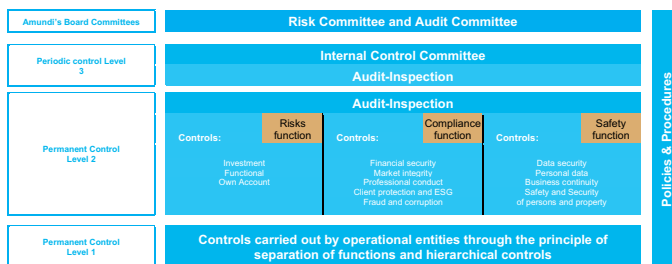 Amundi's Board Committees
Risk Committee and Audit Committee
Periodic control Level
3
Internal Control Committee
Audit-Inspection
Permanent Control
Level 2
Audit-Inspection
Controls:
Risks
function
Investment
Functional
Own Account
Controls:
Compliance
function
Financial security
Market integrity
Professional conduct
Client protection and ESG
Fraud and corruption
Controls:
Safety
function
Data security
Personal data
Business continuity
Safety and Security
of persons and property
Permanent Control
Level 1
Controls carried out by operational entities through the principle of
separation of functions and hierarchical controls
Policies & Procedures